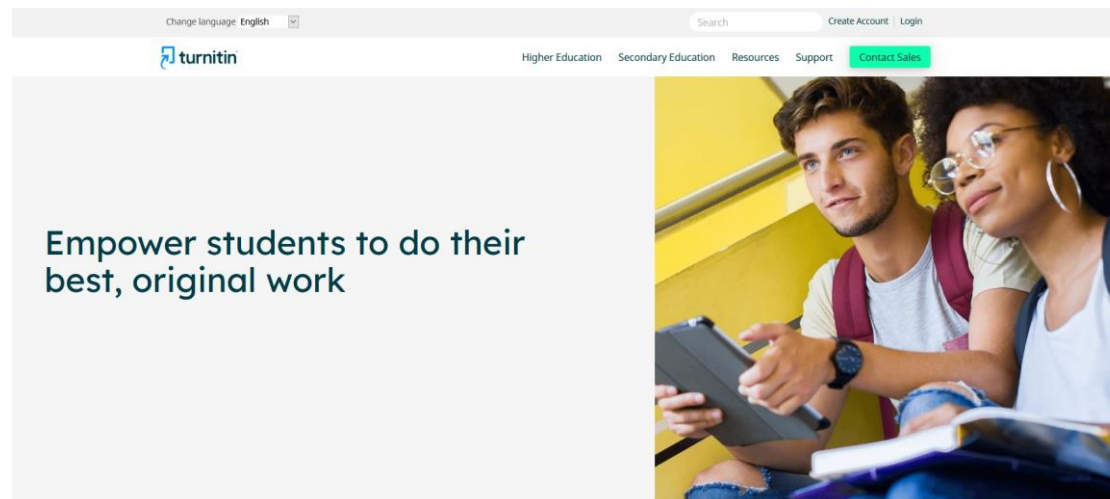 Change language English
Search
Create Account Login
turnitin
Higher Education Secondary Education Resources Support Contact Sales
Empower students to do their
best, original work